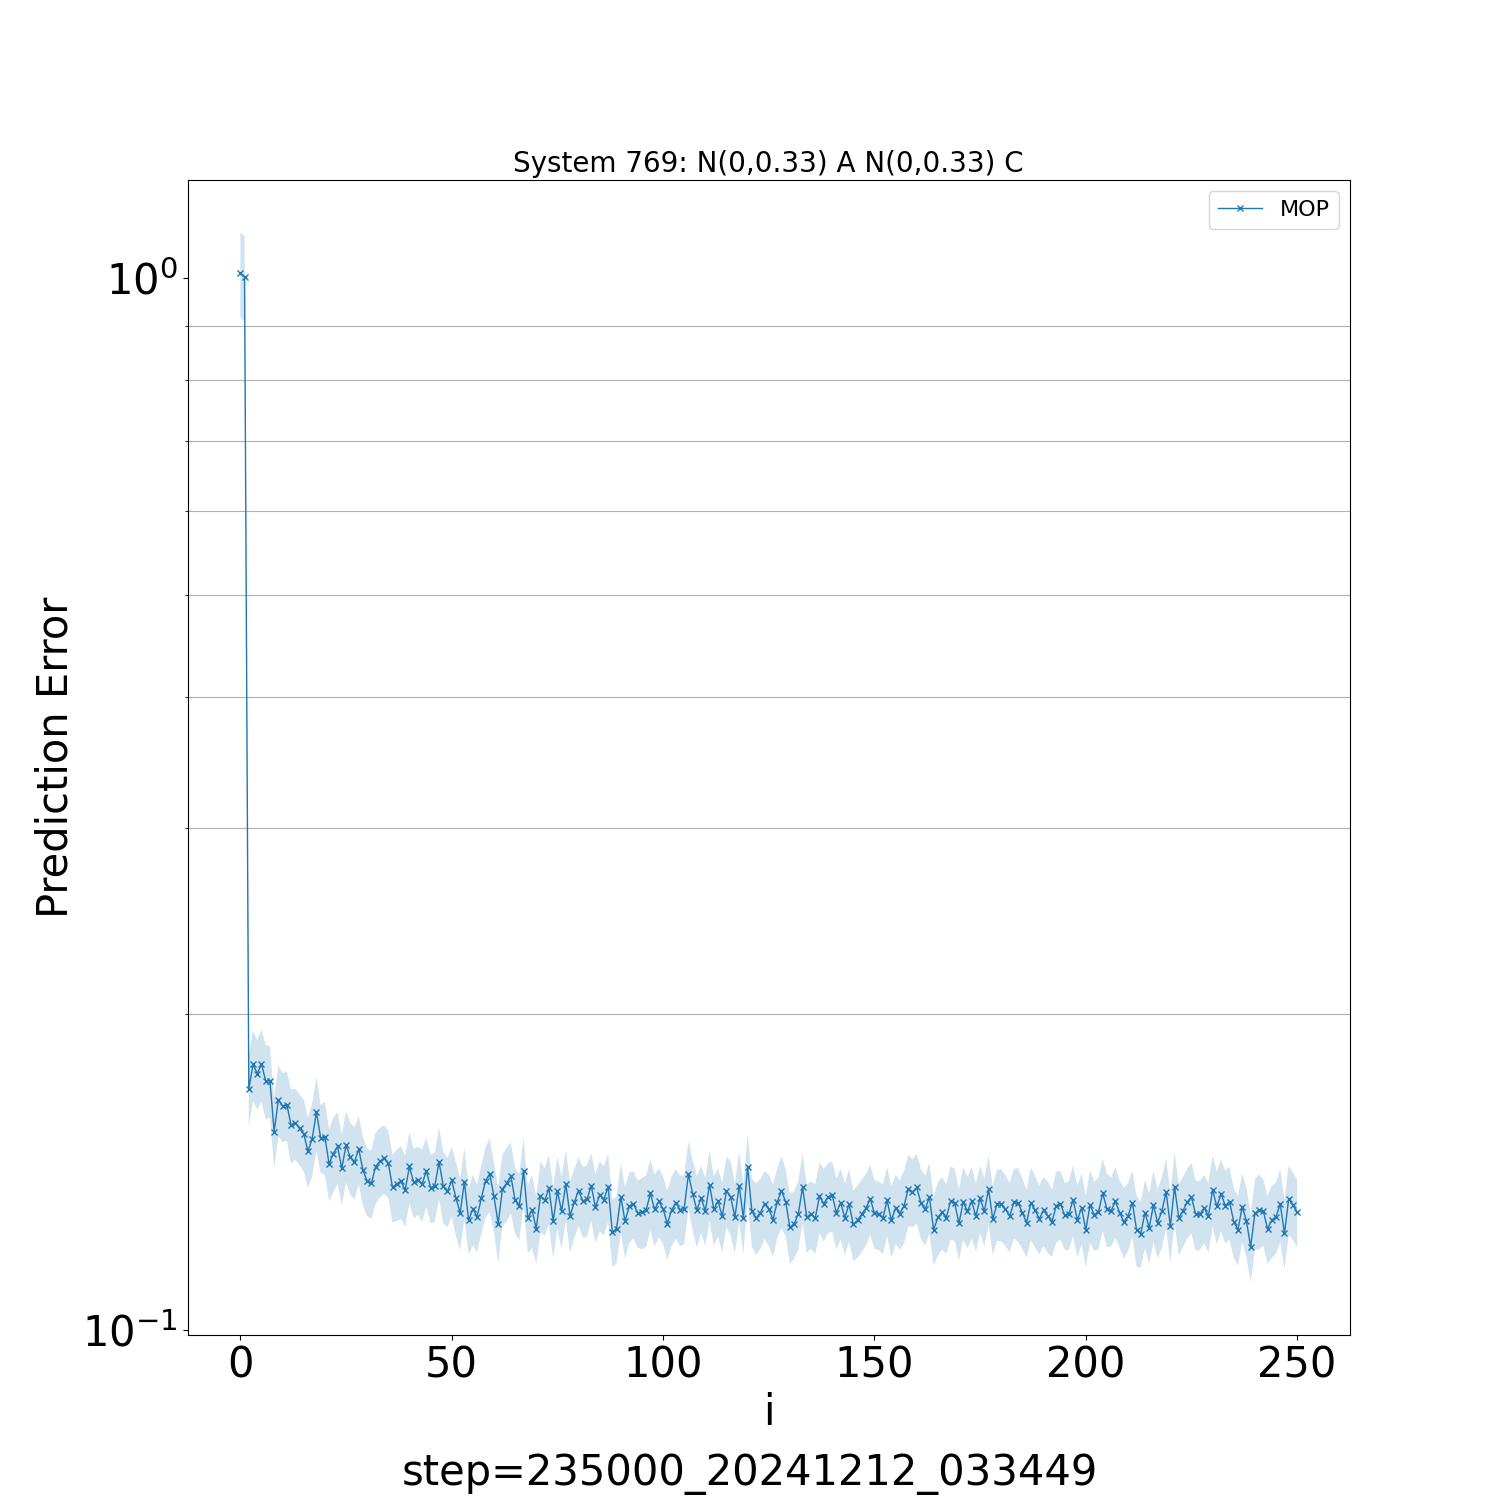 System 769: N(0,0.33) A N(0,0.33) C
MOP
10⁰
Prediction Error
10⁻¹
0 50 100 150 200 250
i
step=235000_20241212_033449